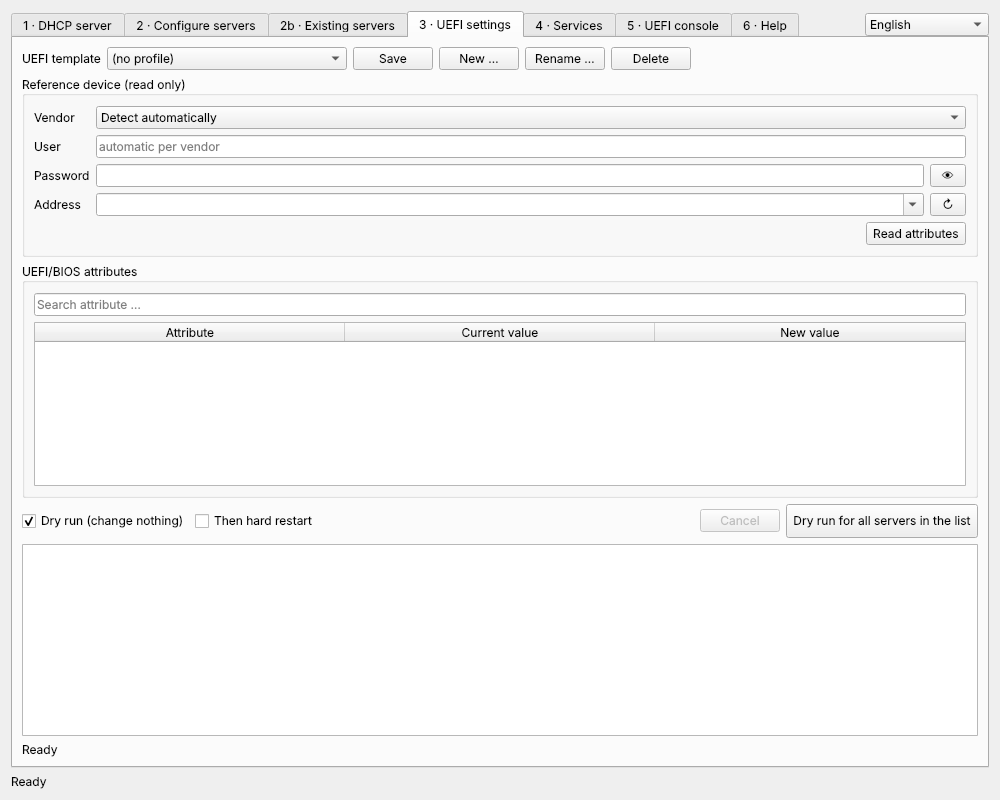 1 · DHCP server 2 · Configure servers 2b · Existing servers 3 · UEFI settings 4 · Services 5 · UEFI console 6 · Help English
UEFI template (no profile) Save New ... Rename ... Delete
Reference device (read only)
Vendor Detect automatically
User automatic per vendor
Password
Address
Read attributes
UEFI/BIOS attributes
Search attribute ...
Attribute Current value New value
Dry run (change nothing) Then hard restart Cancel Dry run for all servers in the list
Ready
Ready